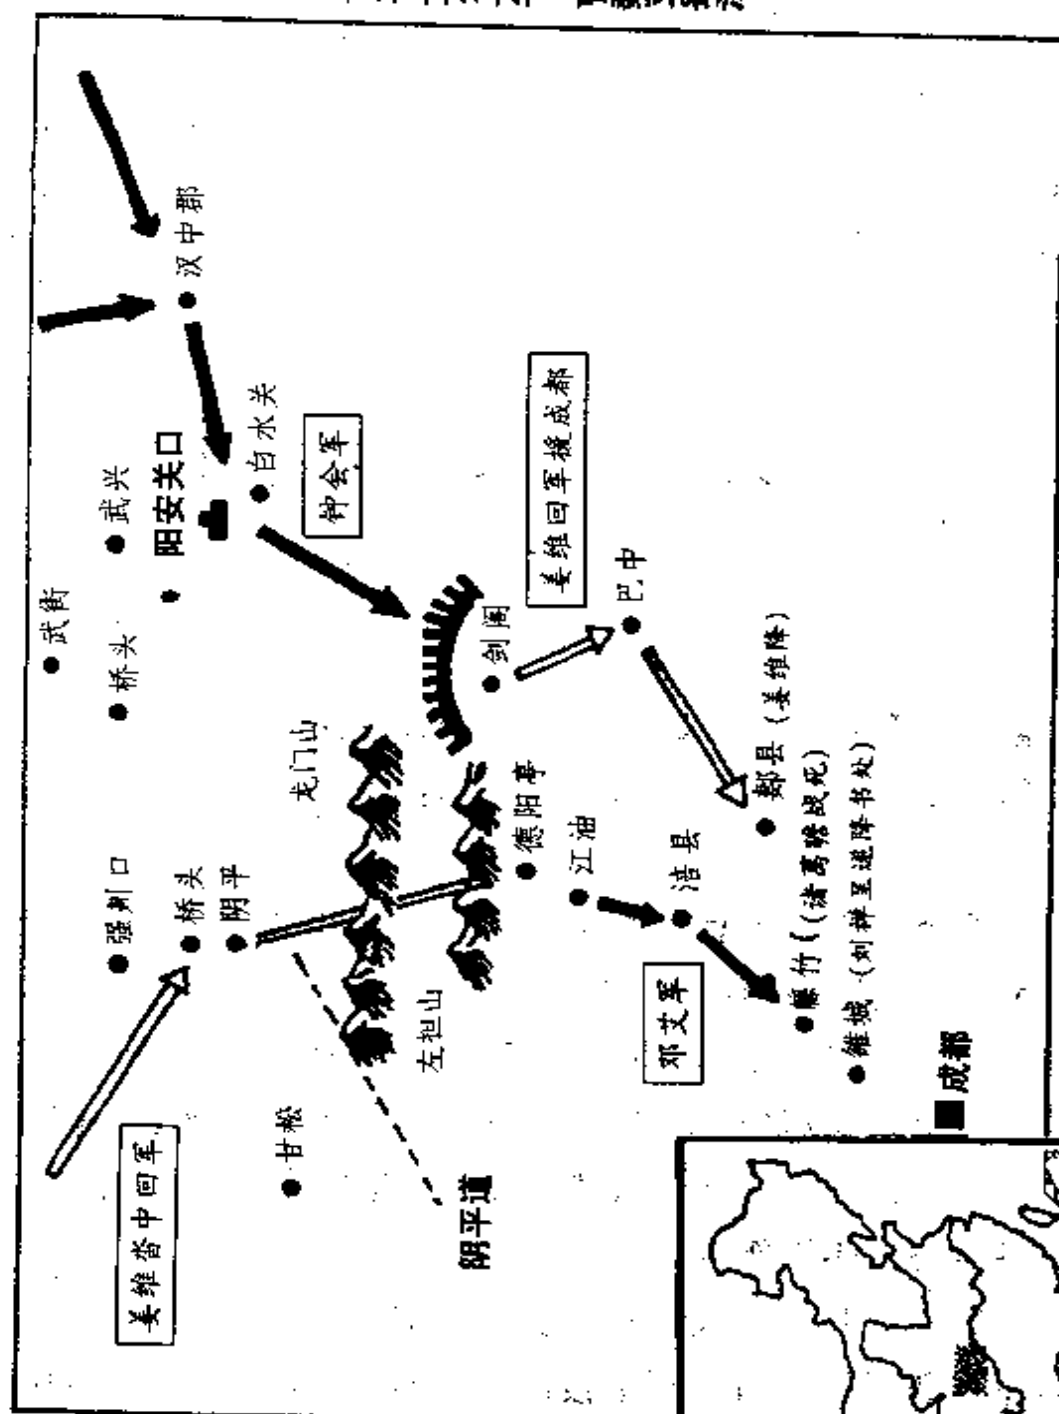 汉中郡
白水关
钟会军
武兴
阳安关口
武街
桥头
剑阁
姜维回军援成都
巴中
龙门山
德阳亭
江油
涪县
郪县(姜维降)
强川口
桥头
阴平
左担山
邓艾军
绵竹((诸葛瞻战死)
雒城(刘禅呈递降书处)
成都
姜维沓中回军
甘松
阴平道